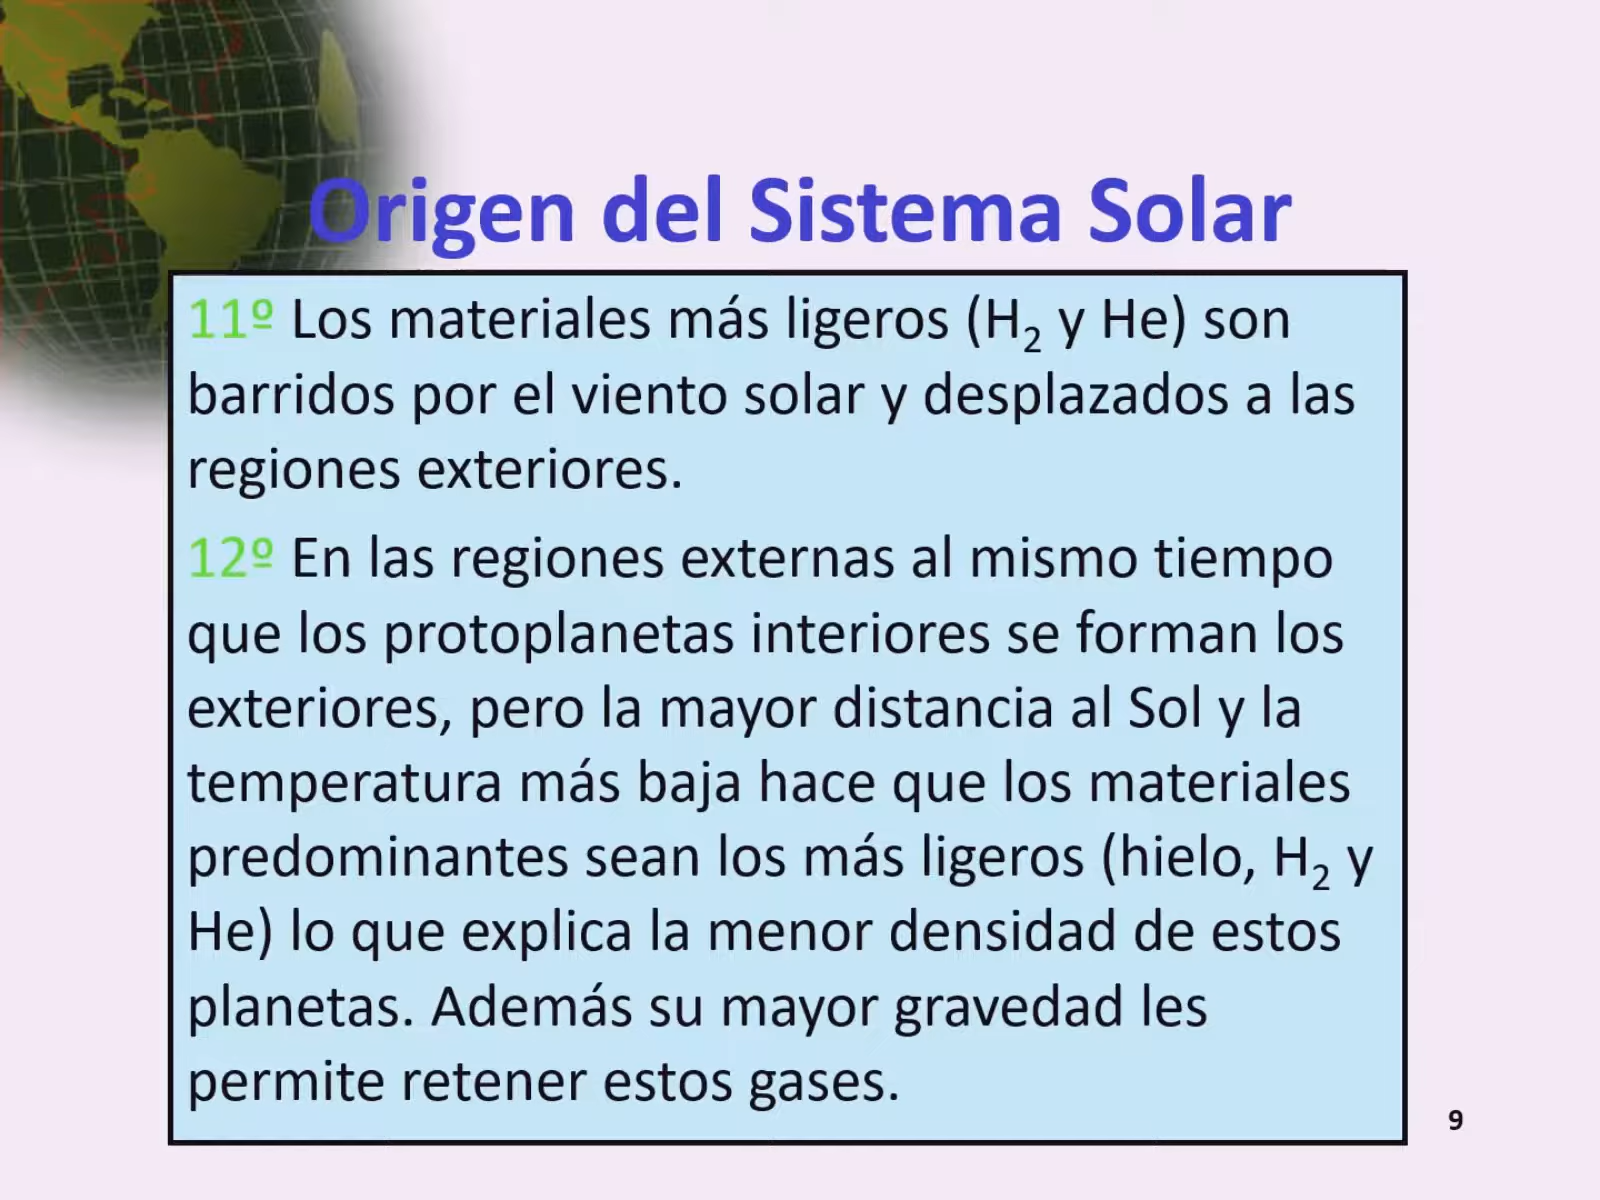 Origen del Sistema Solar
11º Los materiales más ligeros (H₂ y He) son
barridos por el viento solar y desplazados a las
regiones exteriores.
12º En las regiones externas al mismo tiempo
que los protoplanetas interiores se forman los
exteriores, pero la mayor distancia al Sol y la
temperatura más baja hace que los materiales
predominantes sean los más ligeros (hielo, H₂ y
He) lo que explica la menor densidad de estos
planetas. Además su mayor gravedad les
permite retener estos gases.
9